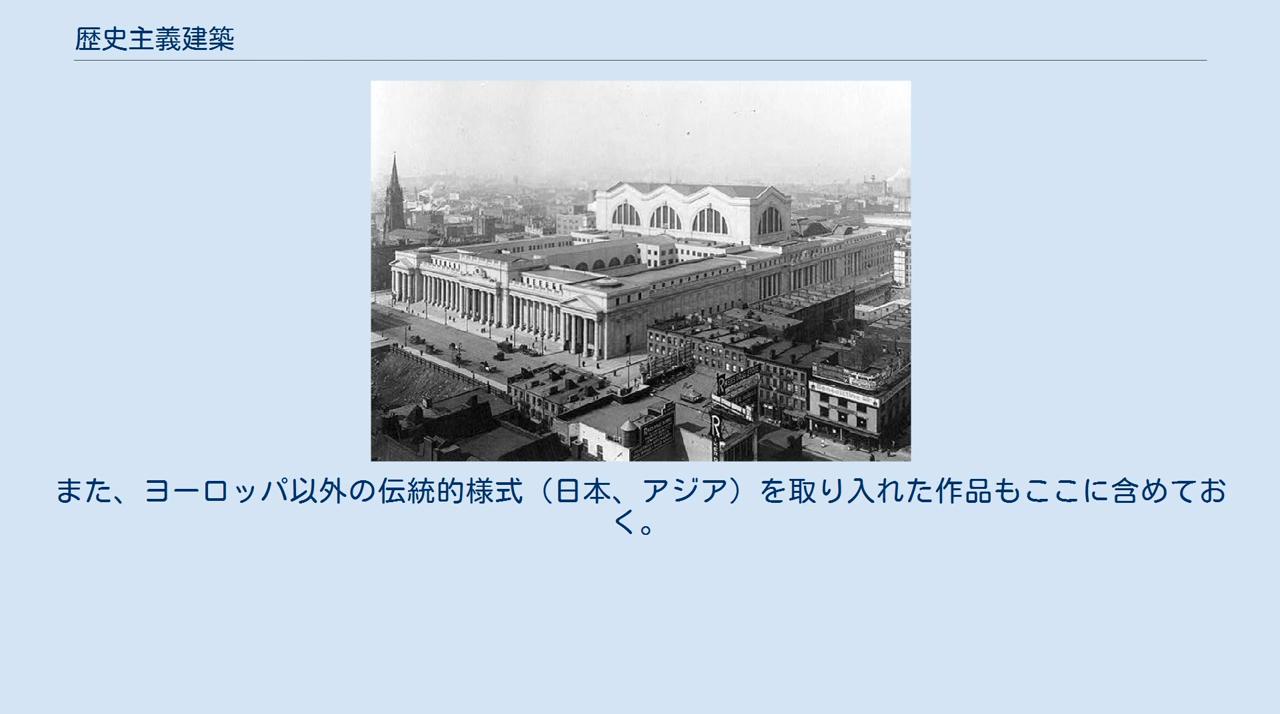 歴史主義建築
また、ヨーロッパ以外の伝統的様式（日本、アジア）を取り入れた作品もここに含めてお
く。